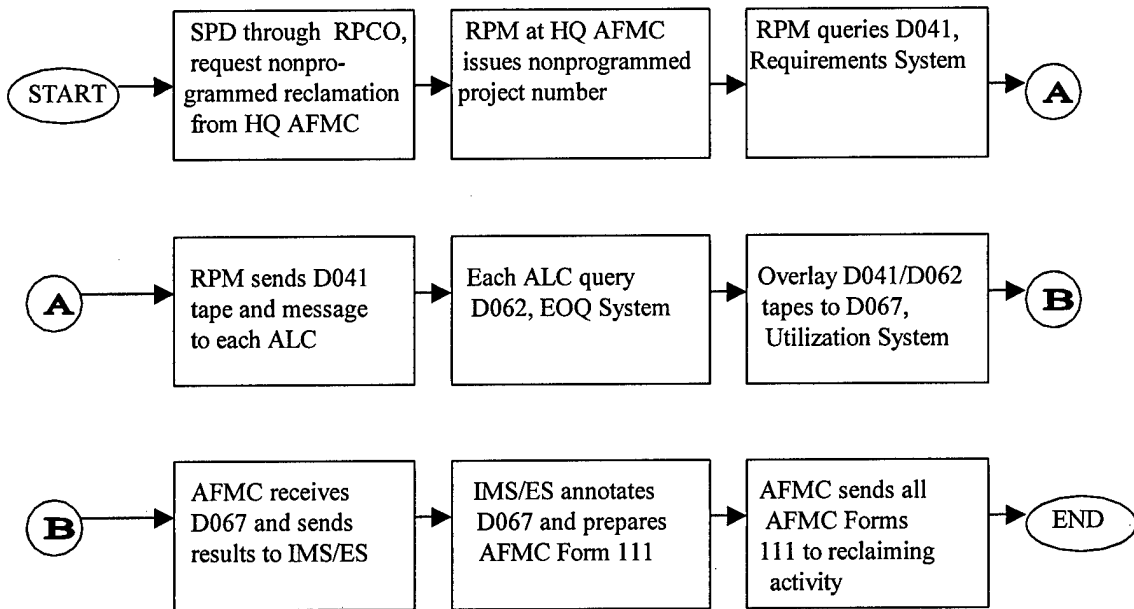 START
SPD through RPCO,
request nonpro-
grammed reclamation
from HQ AFMC
RPM at HQ AFMC
issues nonprogrammed
project number
RPM queries D041,
Requirements System
A
A
RPM sends D041
tape and message
to each ALC
Each ALC query
D062, EOQ System
Overlay D041/D062
tapes to D067,
Utilization System
B
B
AFMC receives
D067 and sends
results to IMS/ES
IMS/ES annotates
D067 and prepares
AFMC Form 111
AFMC sends all
AFMC Forms
111 to reclaiming
activity
END